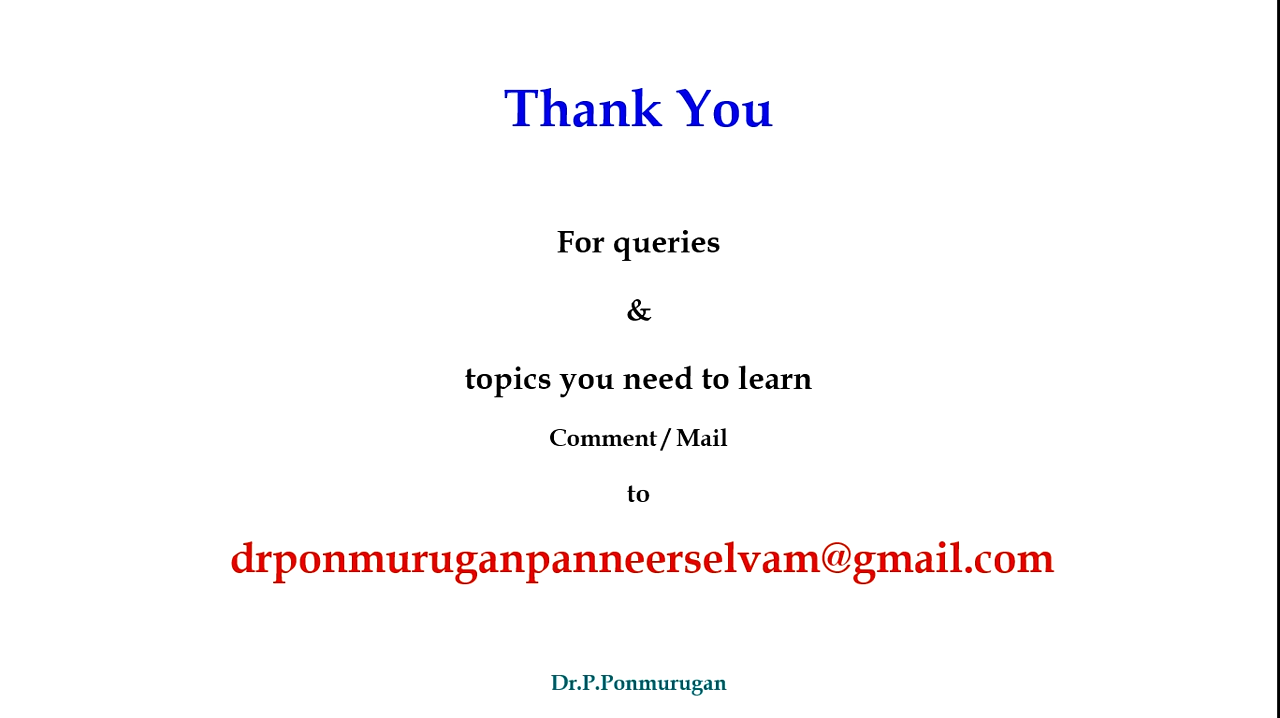 Thank You
For queries
&
topics you need to learn
Comment / Mail
to
drponmuruganpanneerselvam@gmail.com
Dr.P.Ponmurugan